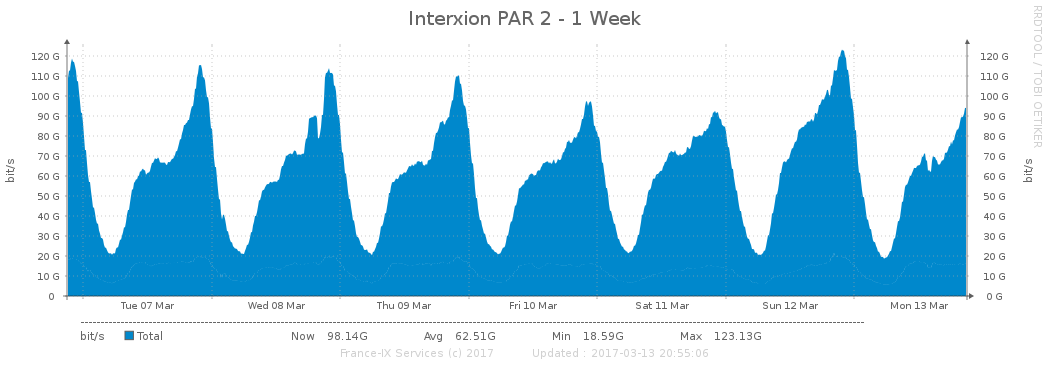 Interxion PAR 2 - 1 Week
RRDTOOL / TOBI OETIKER
bit/s
bit/s
120 G 120 G
110 G 110 G
100 G 100 G
90 G 90 G
80 G 80 G
70 G 70 G
60 G 60 G
50 G 50 G
40 G 40 G
30 G 30 G
20 G 20 G
10 G 10 G
0 0 G
Tue 07 Mar Wed 08 Mar Thu 09 Mar Fri 10 Mar Sat 11 Mar Sun 12 Mar Mon 13 Mar
bit/s Total Now 98.14G Avg 62.51G Min 18.59G Max 123.13G
France-IX Services (c) 2017 Updated : 2017-03-13 20:55:06